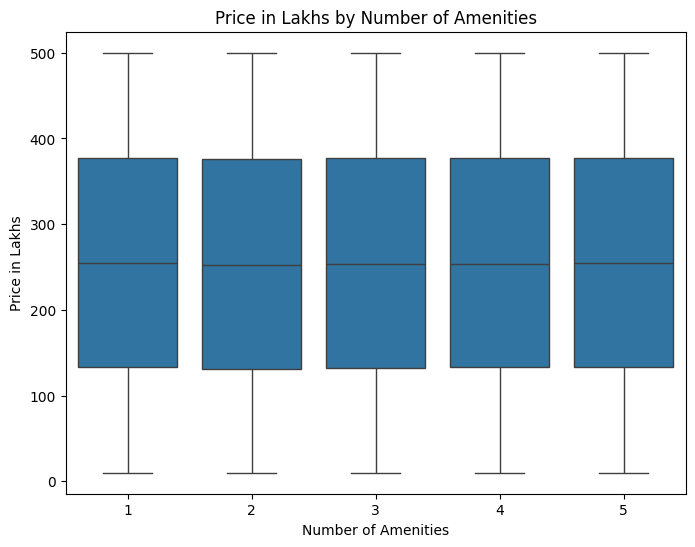 Price in Lakhs by Number of Amenities
500
400
300
200
100
0
Price in Lakhs
1 2 3 4 5
Number of Amenities